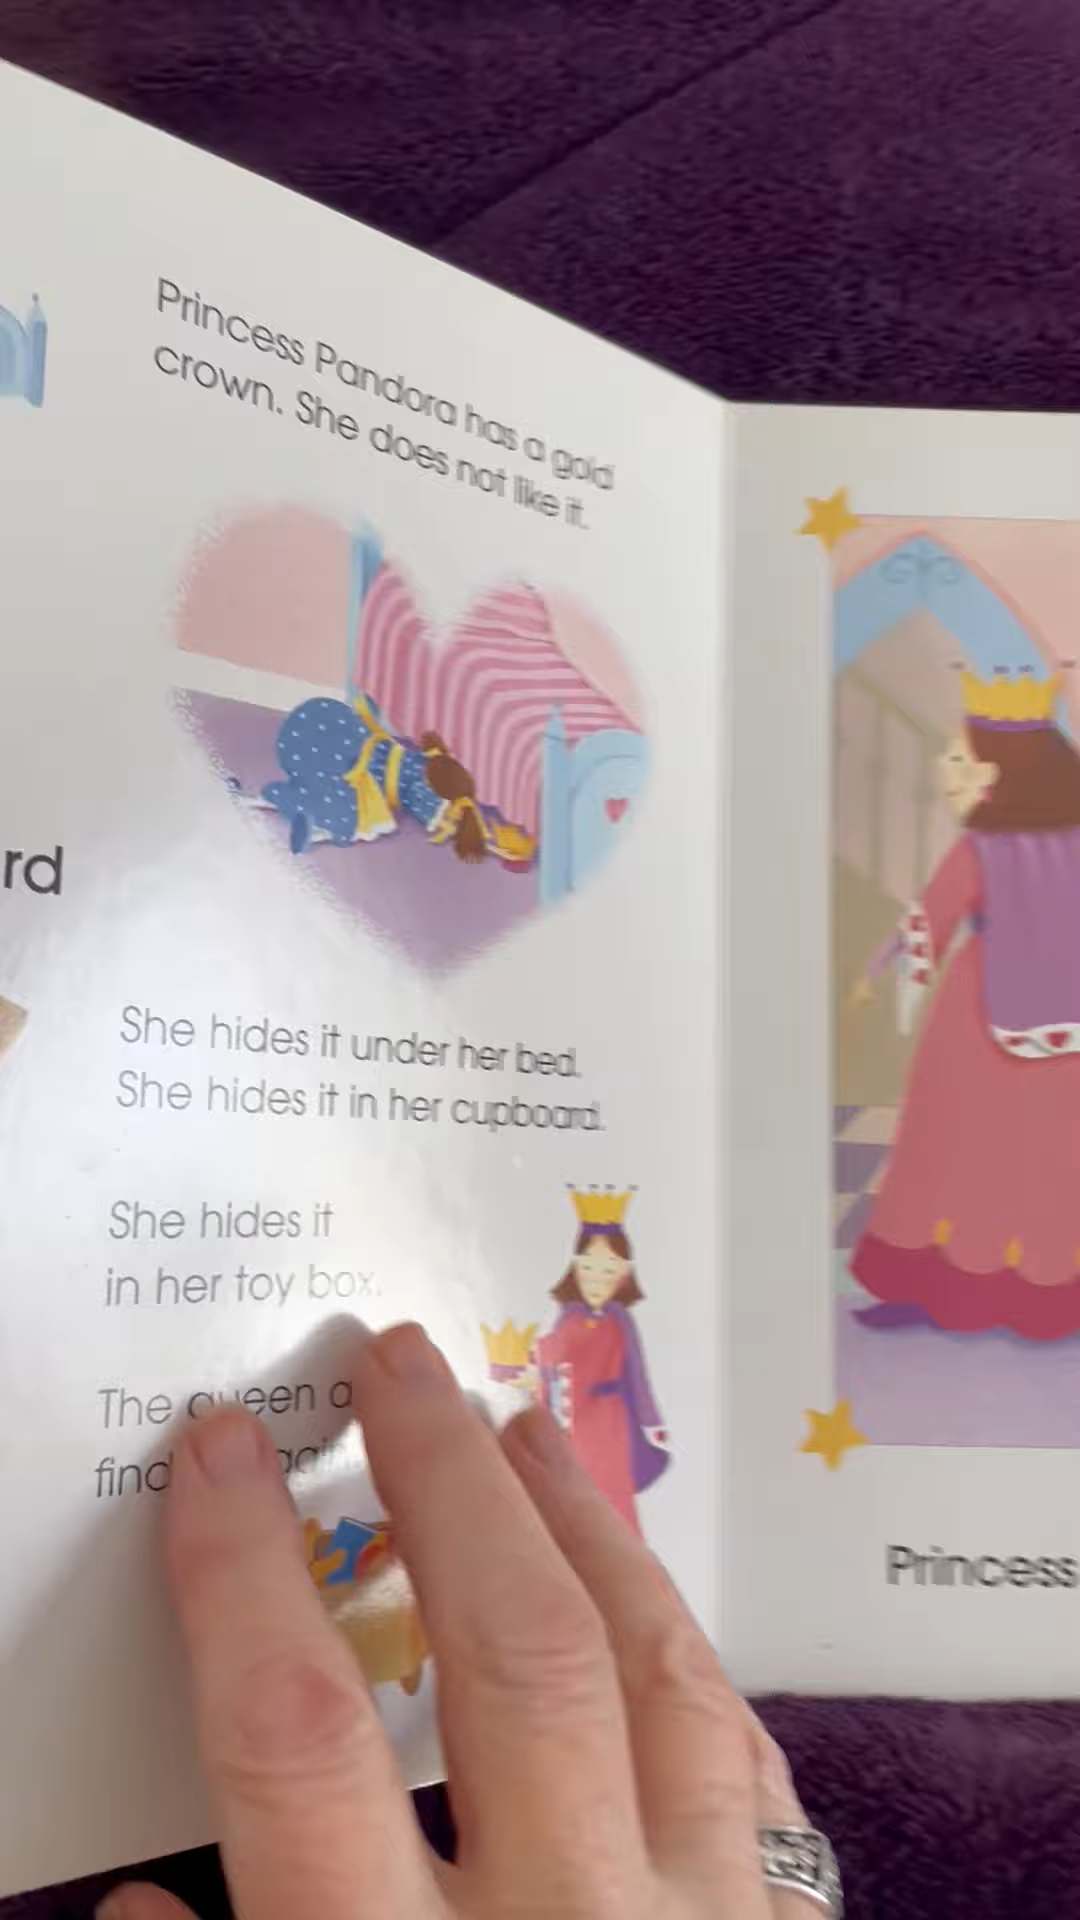 rd
Princess Pandora has a gold
crown. She does not like it.
She hides it under her bed.
She hides it in her cupboard.
She hides it
in her toy box.
The queen
Princess